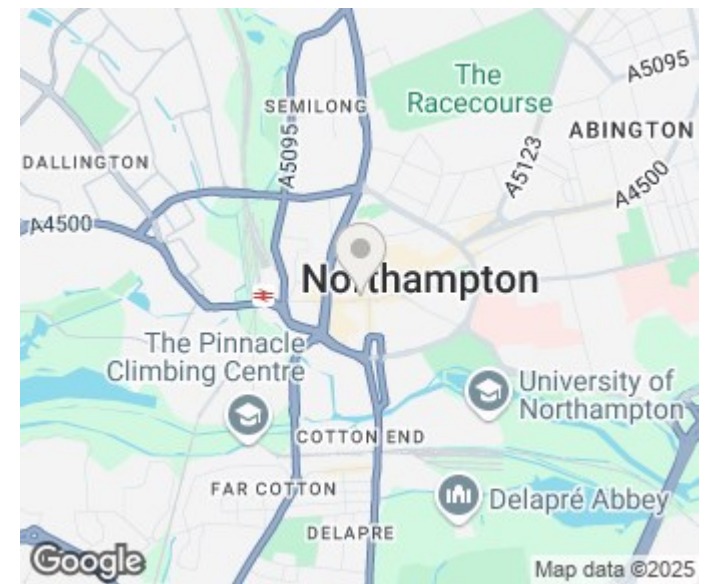 A5095
The
Racecourse
SEMILONG
A5095
ABINGTON
A5123
DALLINGTON
A4500
A4500
Northampton
The Pinnacle
Climbing Centre
University of
Northampton
COTTON END
FAR COTTON
Delapré Abbey
DELAPRE
Google
Map data ©2025